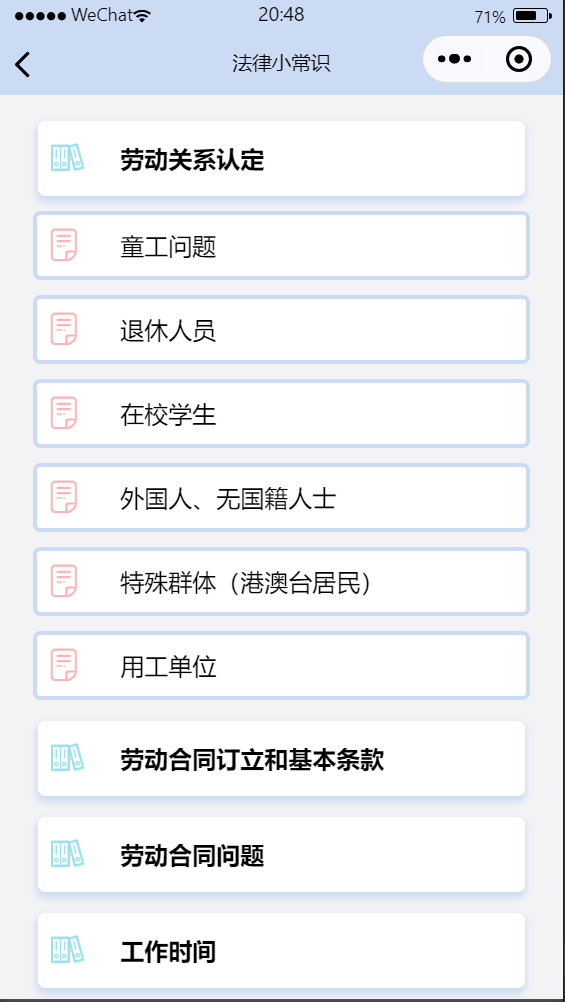 WeChat 20:48 71%
法律小常识
劳动关系认定
童工问题
退休人员
在校学生
外国人、无国籍人士
特殊群体（港澳台居民）
用工单位
劳动合同订立和基本条款
劳动合同问题
工作时间